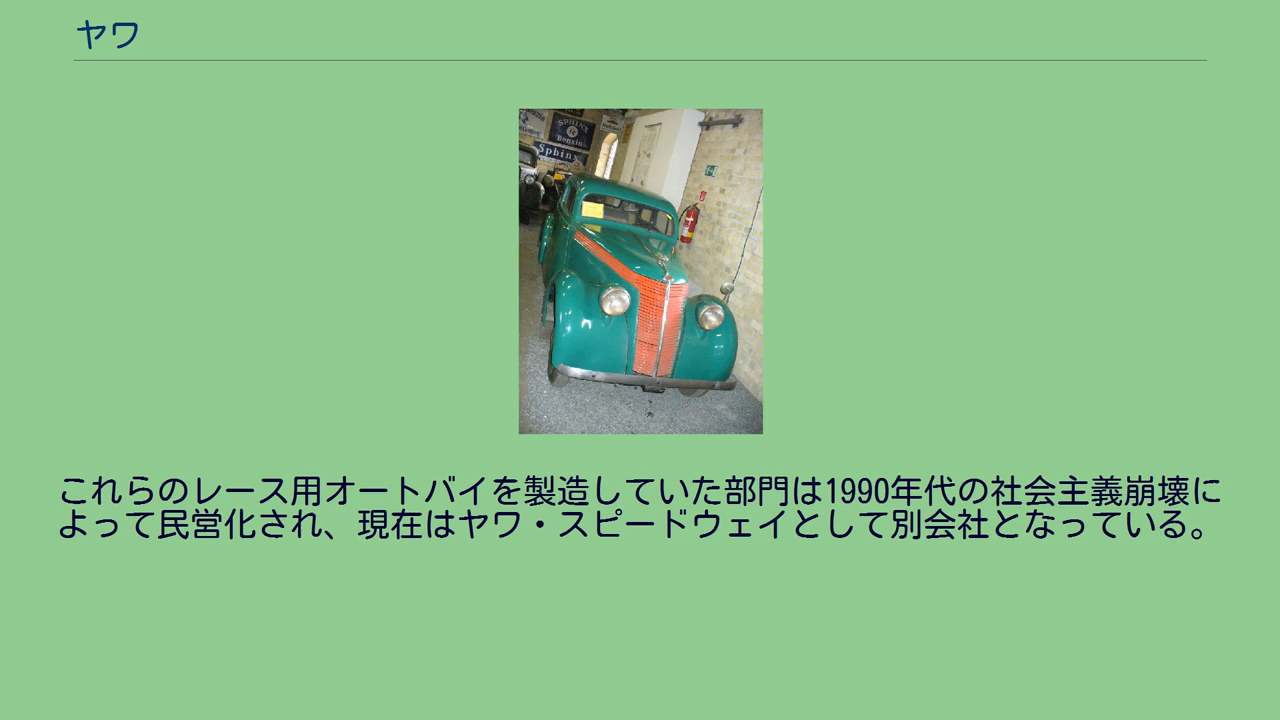 ヤワ
SPHINX
Benzin
Sphinx
これらのレース用オートバイを製造していた部門は1990年代の社会主義崩壊に
よって民営化され、現在はヤワ・スピードウェイとして別会社となっている。